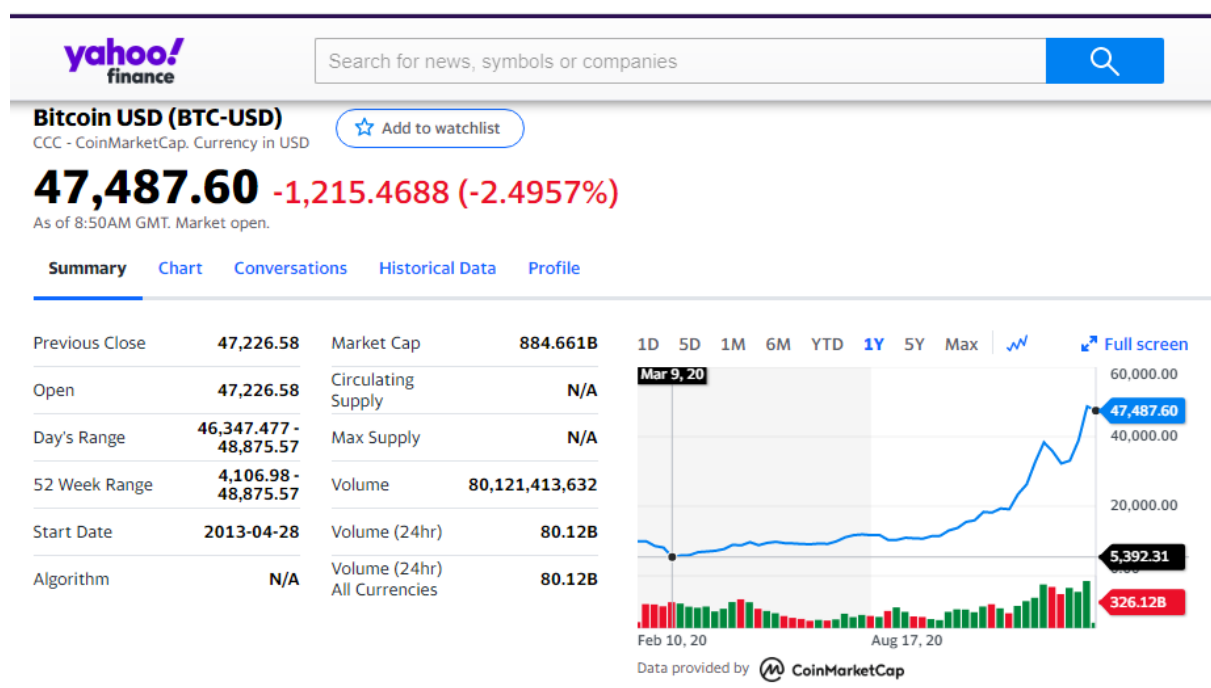 yahoo!
finance
Search for news, symbols or companies
Bitcoin USD (BTC-USD)
Add to watchlist
CCC - CoinMarketCap. Currency in USD
47,487.60 -1,215.4688 (-2.4957%)
As of 8:50AM GMT. Market open.
Summary Chart Conversations Historical Data Profile
Previous Close 47,226.58
Open 47,226.58
Day's Range 46,347.477 -
48,875.57
52 Week Range 4,106.98 -
48,875.57
Start Date 2013-04-28
Algorithm N/A
Market Cap 884.661B
Circulating
Supply N/A
Max Supply N/A
Volume 80,121,413,632
Volume (24hr) 80.12B
Volume (24hr)
All Currencies 80.12B
1D 5D 1M 6M YTD 1Y 5Y Max Full screen
Mar 9, 20
60,000.00
47,487.60
40,000.00
20,000.00
5,392.31
326.12B
Feb 10, 20 Aug 17, 20
Data provided by CoinMarketCap